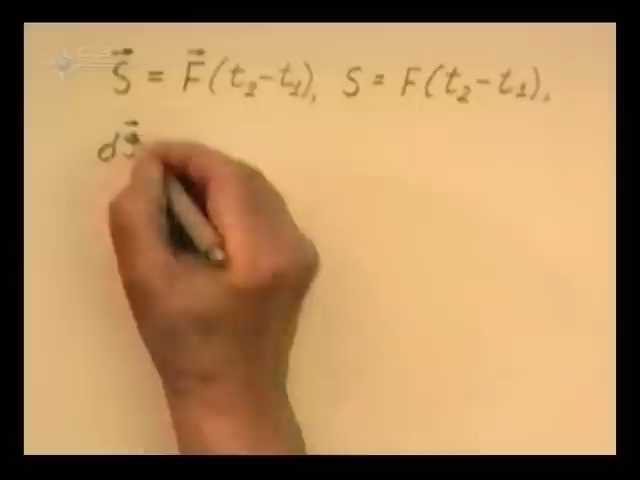 S⃗ = F⃗(t₂−t₁), S = F(t₂−t₁),
dS⃗